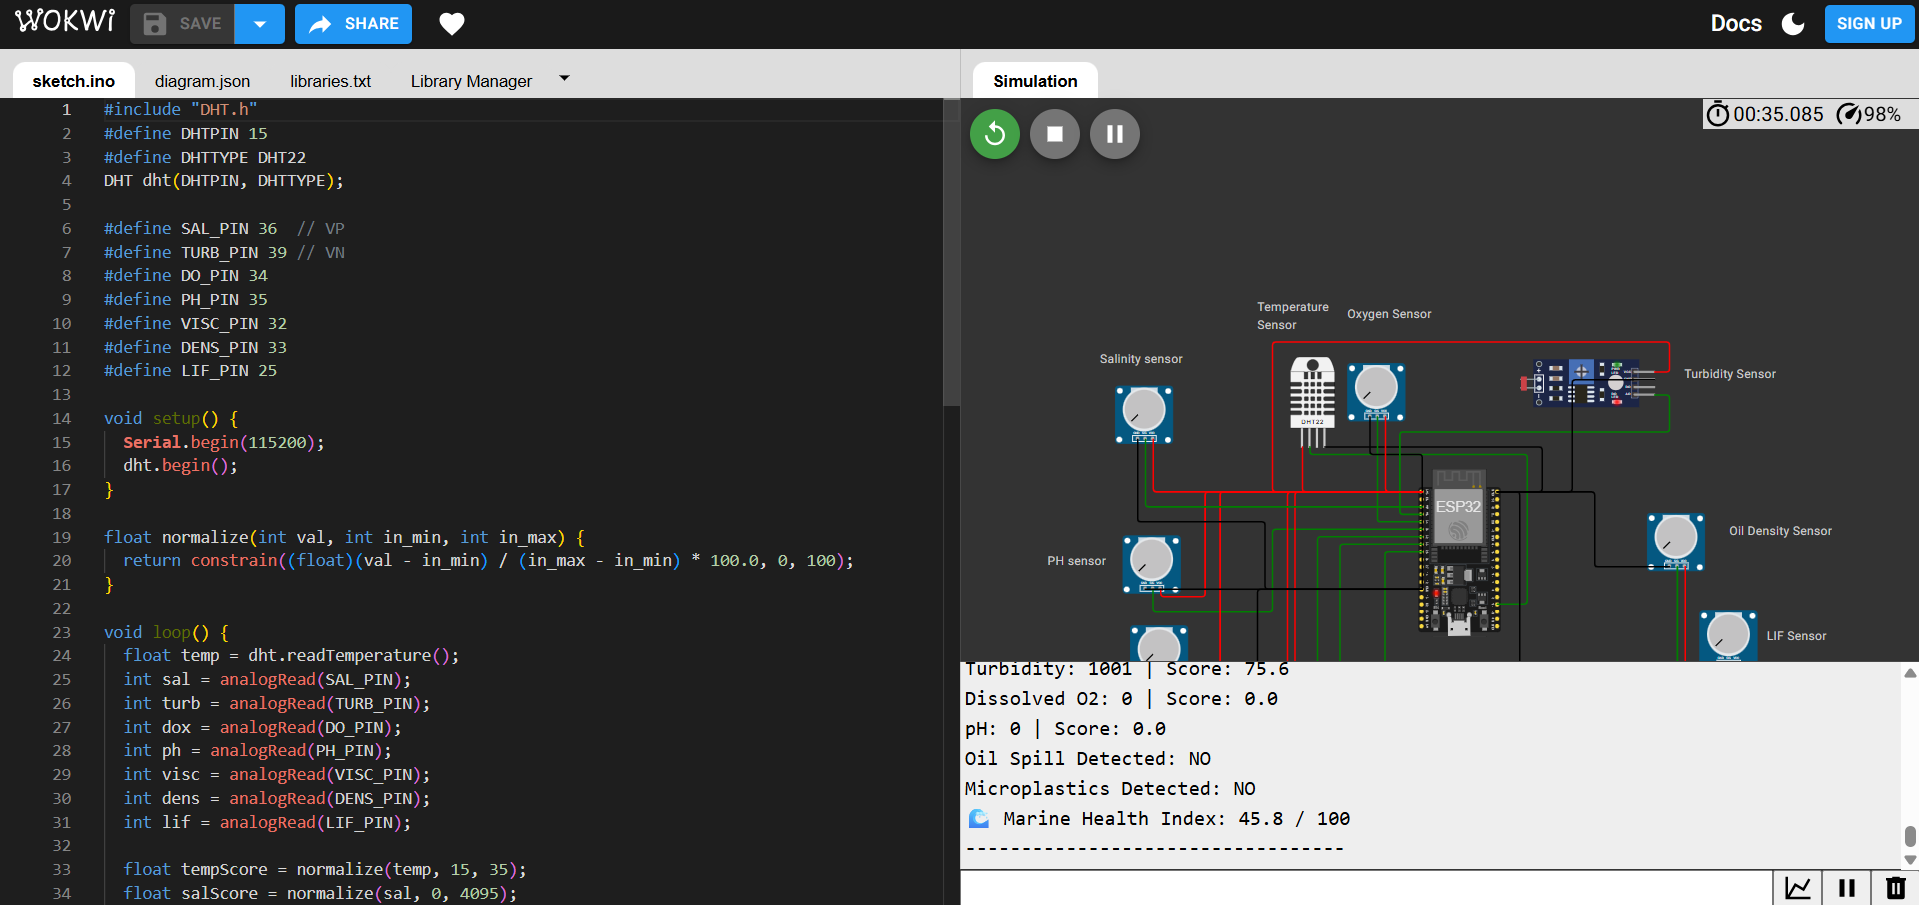 WOKWi
SAVE
SHARE
Docs
SIGN UP
sketch.ino
diagram.json
libraries.txt
Library Manager
Simulation
1 #include "DHT.h"
2 #define DHTPIN 15
3 #define DHTTYPE DHT22
4 DHT dht(DHTPIN, DHTTYPE);
5
6 #define SAL_PIN 36  // VP
7 #define TURB_PIN 39 // VN
8 #define DO_PIN 34
9 #define PH_PIN 35
10 #define VISC_PIN 32
11 #define DENS_PIN 33
12 #define LIF_PIN 25
13
14 void setup() {
15   Serial.begin(115200);
16   dht.begin();
17 }
18
19 float normalize(int val, int in_min, int in_max) {
20   return constrain((float)(val - in_min) / (in_max - in_min) * 100.0, 0, 100);
21 }
22
23 void loop() {
24   float temp = dht.readTemperature();
25   int sal = analogRead(SAL_PIN);
26   int turb = analogRead(TURB_PIN);
27   int dox = analogRead(DO_PIN);
28   int ph = analogRead(PH_PIN);
29   int visc = analogRead(VISC_PIN);
30   int dens = analogRead(DENS_PIN);
31   int lif = analogRead(LIF_PIN);
32
33   float tempScore = normalize(temp, 15, 35);
34   float salScore = normalize(sal, 0, 4095);
00:35.085
98%
Temperature
Sensor
Oxygen Sensor
Salinity sensor
Turbidity Sensor
DHT22
ESP32
Oil Density Sensor
PH sensor
LIF Sensor
Turbidity: 1001 | Score: 75.6
Dissolved O2: 0 | Score: 0.0
pH: 0 | Score: 0.0
Oil Spill Detected: NO
Microplastics Detected: NO
🌊 Marine Health Index: 45.8 / 100
----------------------------------